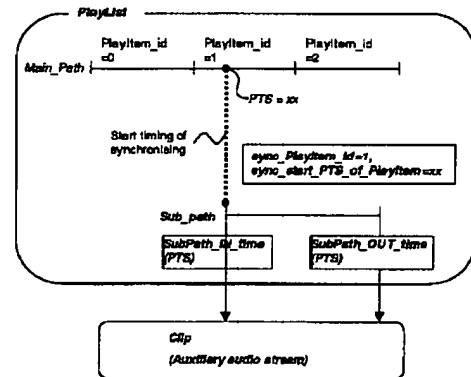 PlayList
PlayItem_id
=0
PlayItem_id
=1
PlayItem_id
=2
Main_Path
PTS = xx
Start timing of
synchronising
sync_PlayItem_id=1,
sync_start_PTS_of_PlayItem=xx
Sub_path
SubPath_IN_time
(PTS)
SubPath_OUT_time
(PTS)
Clip
(Auxiliary audio stream)